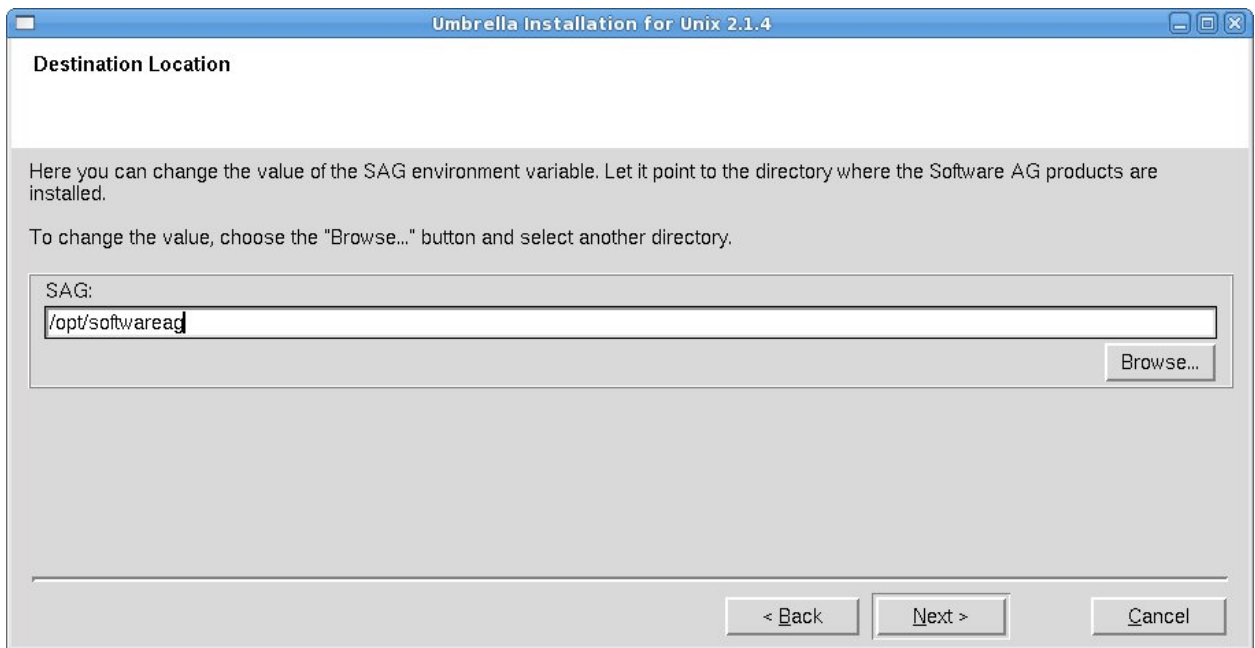 Umbrella Installation for Unix 2.1.4
Destination Location
Here you can change the value of the SAG environment variable. Let it point to the directory where the Software AG products are
installed.
To change the value, choose the "Browse..." button and select another directory.
SAG:
/opt/softwareag
Browse...
< Back
Next >
Cancel